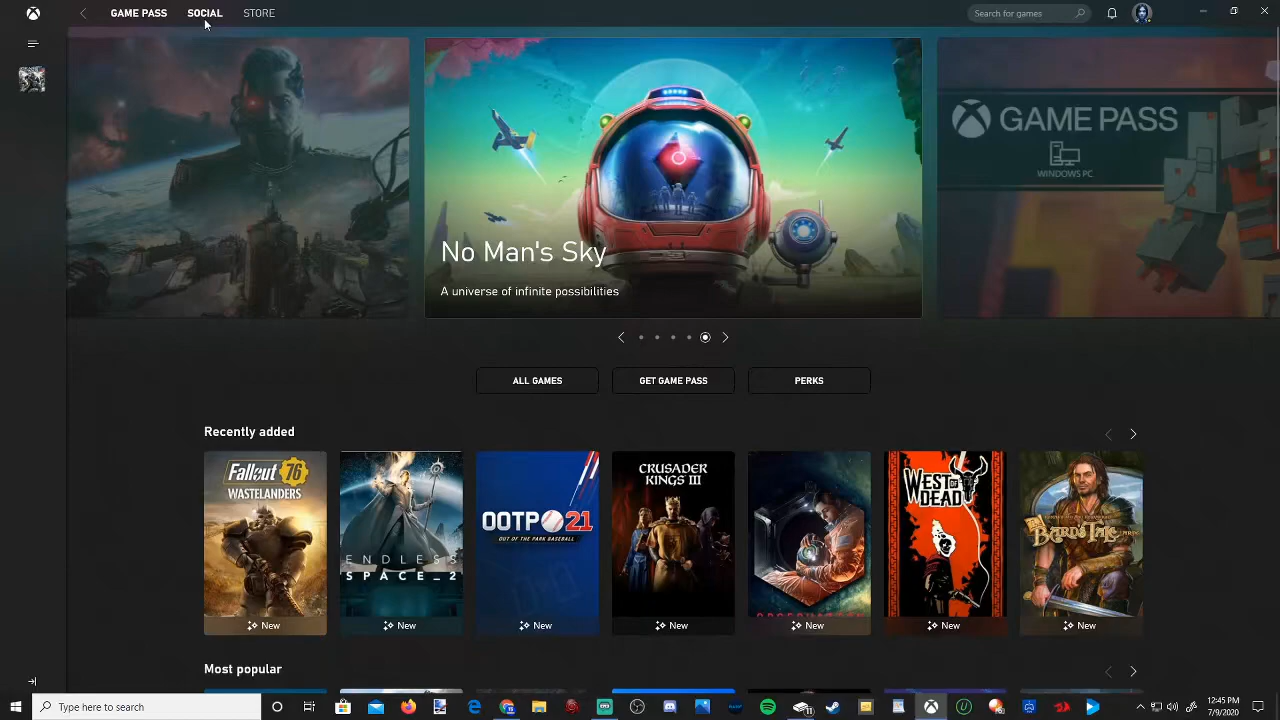 GAME PASS SOCIAL STORE
Search for games
GAME PASS
WINDOWS PC
No Man's Sky
A universe of infinite possibilities
ALL GAMES
GET GAME PASS
PERKS
Recently added
Fallout 76
WASTELANDERS
New
ENDLESS
SPACE_2
New
OOTP 21
OUT OF THE PARK BASEBALL
New
CRUSADER
KINGS III
New
New
WEST OF
DEAD
New
BARD'S TALE
New
Most popular
Type here to search
12:45 PM
7/9/2020